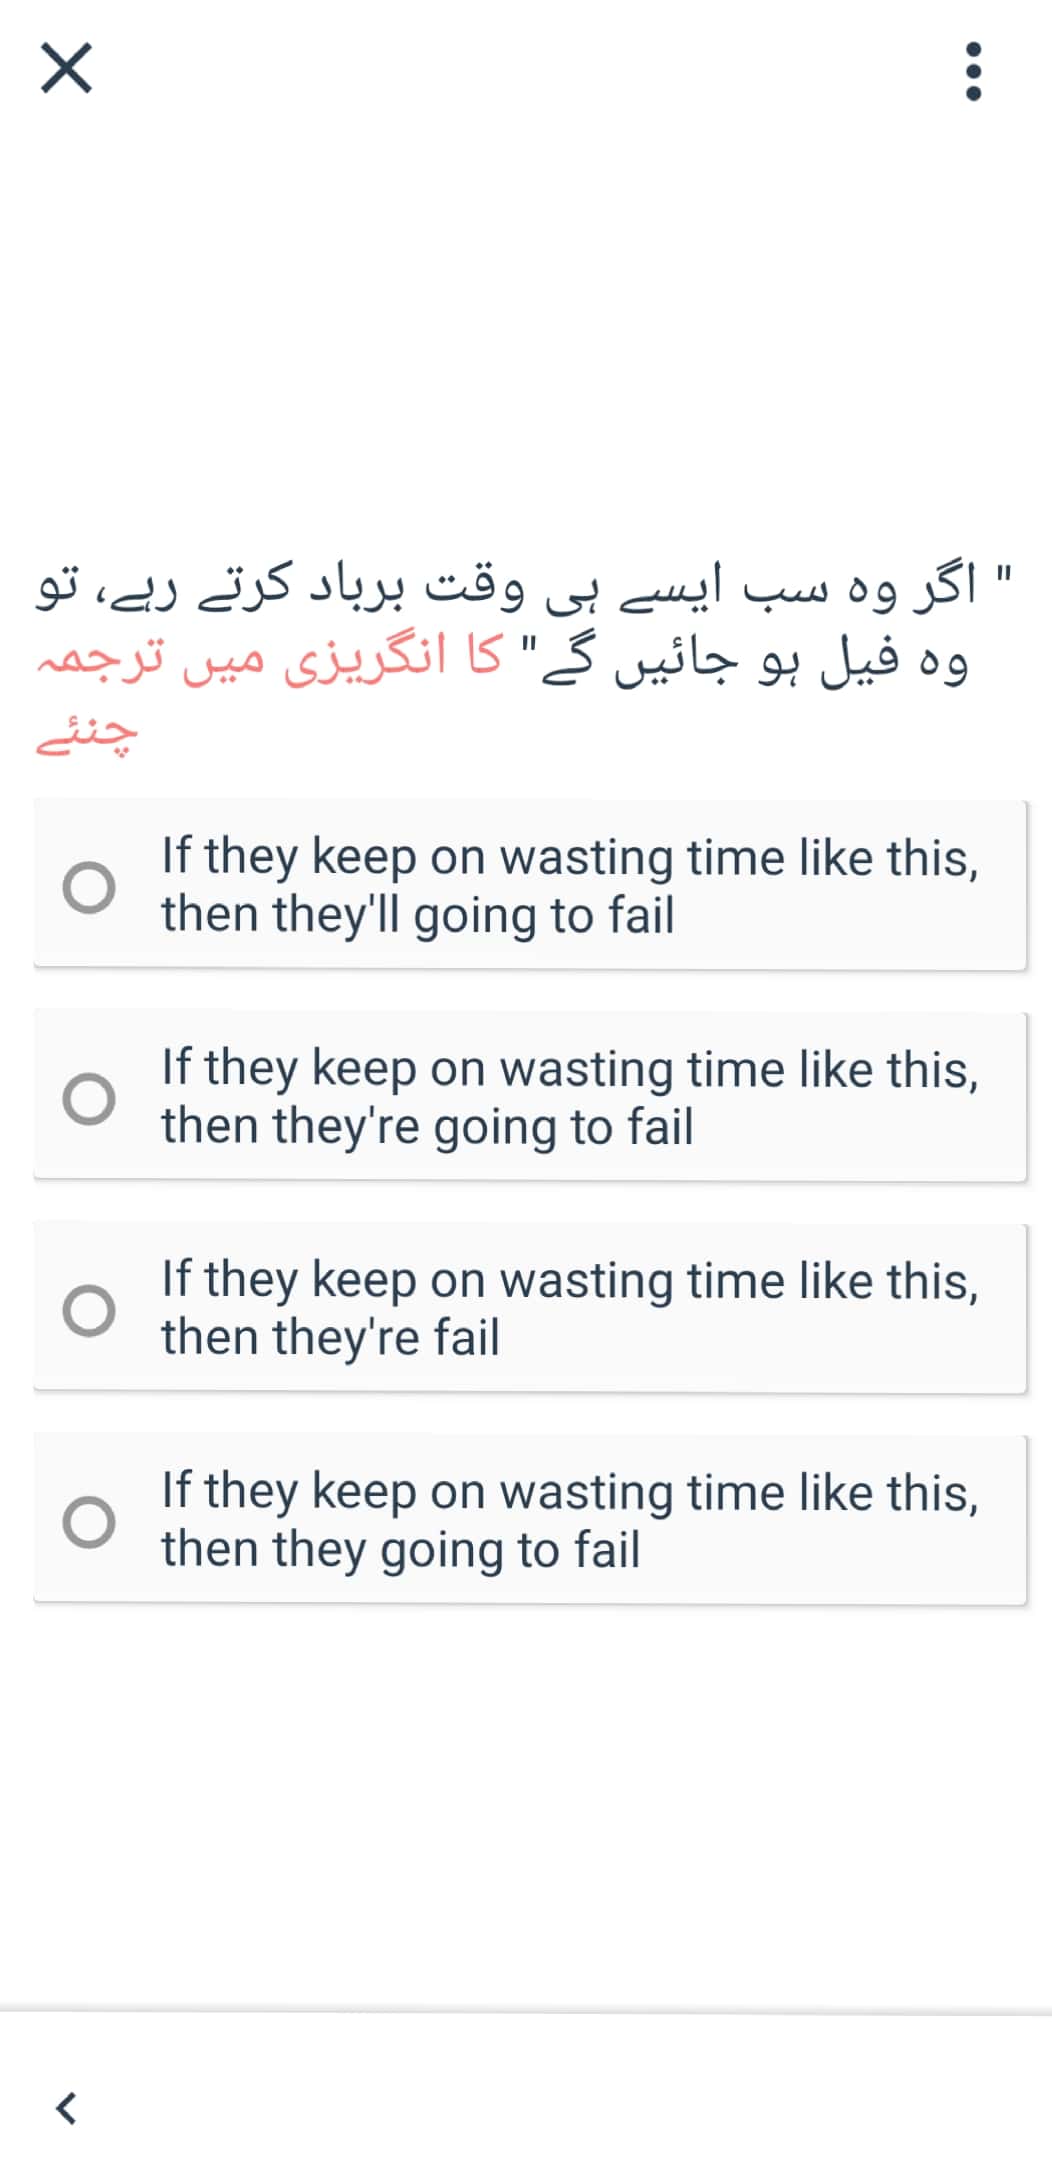 " اگر وہ سب ایسے ہی وقت برباد کرتے رہے، تو
وہ فیل ہو جائیں گے" کا انگریزی میں ترجمہ
چنئے
If they keep on wasting time like this,
then they'll going to fail
If they keep on wasting time like this,
then they're going to fail
If they keep on wasting time like this,
then they're fail
If they keep on wasting time like this,
then they going to fail